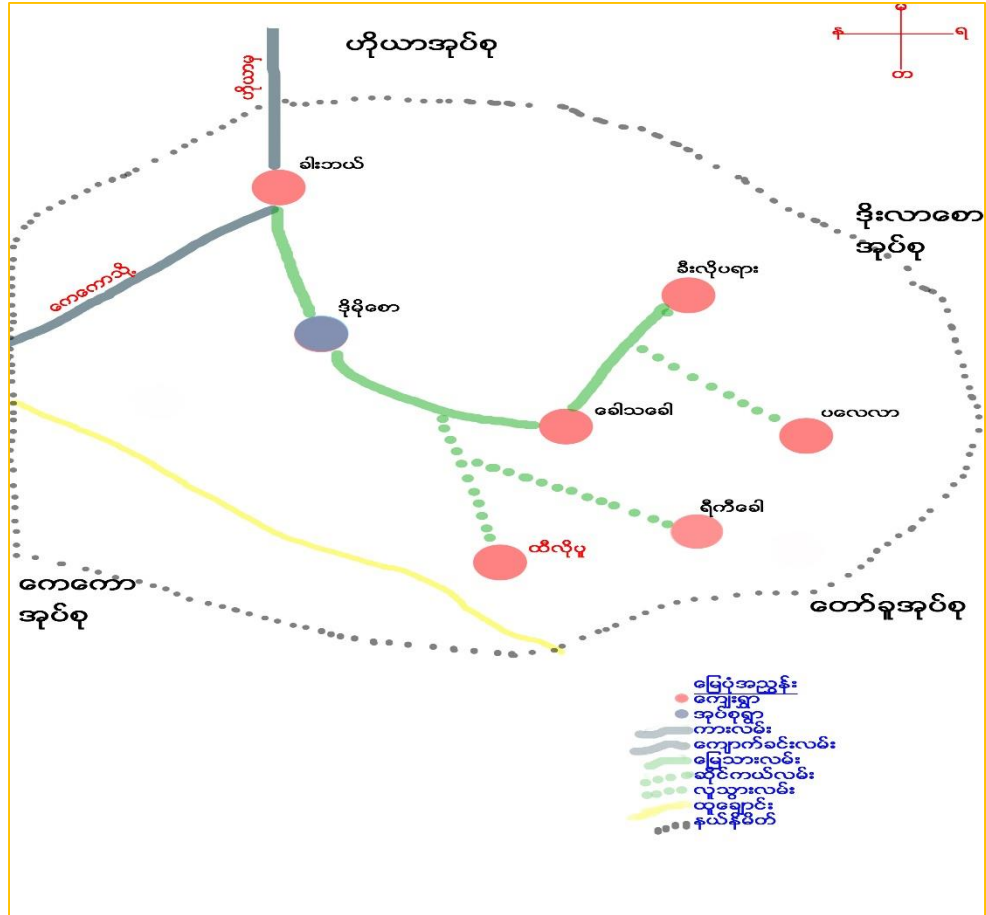 မ
န
ရ
တ
ဟိုယာအုပ်စု
ဟိုယာမှ
ခါးဘယ်
ဒိုးလာစော
အုပ်စု
ကေကောသို့
ခီးလိုပရား
ဒိုမိုစော
ခေါသခေါ
ပလေလာ
ရီကီခေါ
ထီလိုပူ
ကေကော
အုပ်စု
တော်ခူအုပ်စု
မြေပုံအညွှန်း
ကျေးရွာ
အုပ်စုရွာ
ကားလမ်း
ကျောက်ခင်းလမ်း
မြေသားလမ်း
ဆိုင်ကယ်လမ်း
လူသွားလမ်း
ထူချောင်း
နယ်နိမိတ်